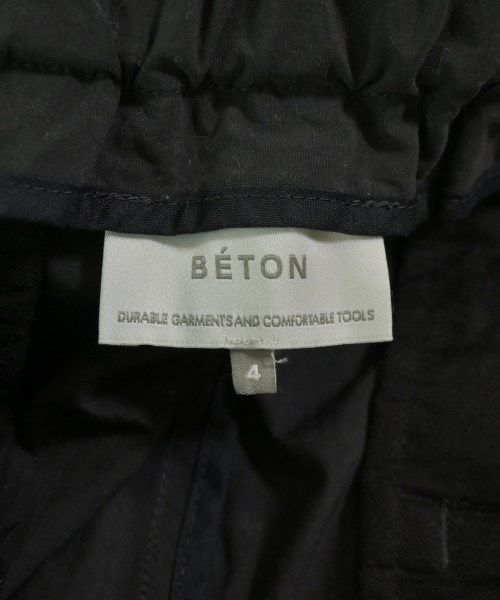 BÉTON
DURABLE GARMENTS AND COMFORTABLE TOOLS
4